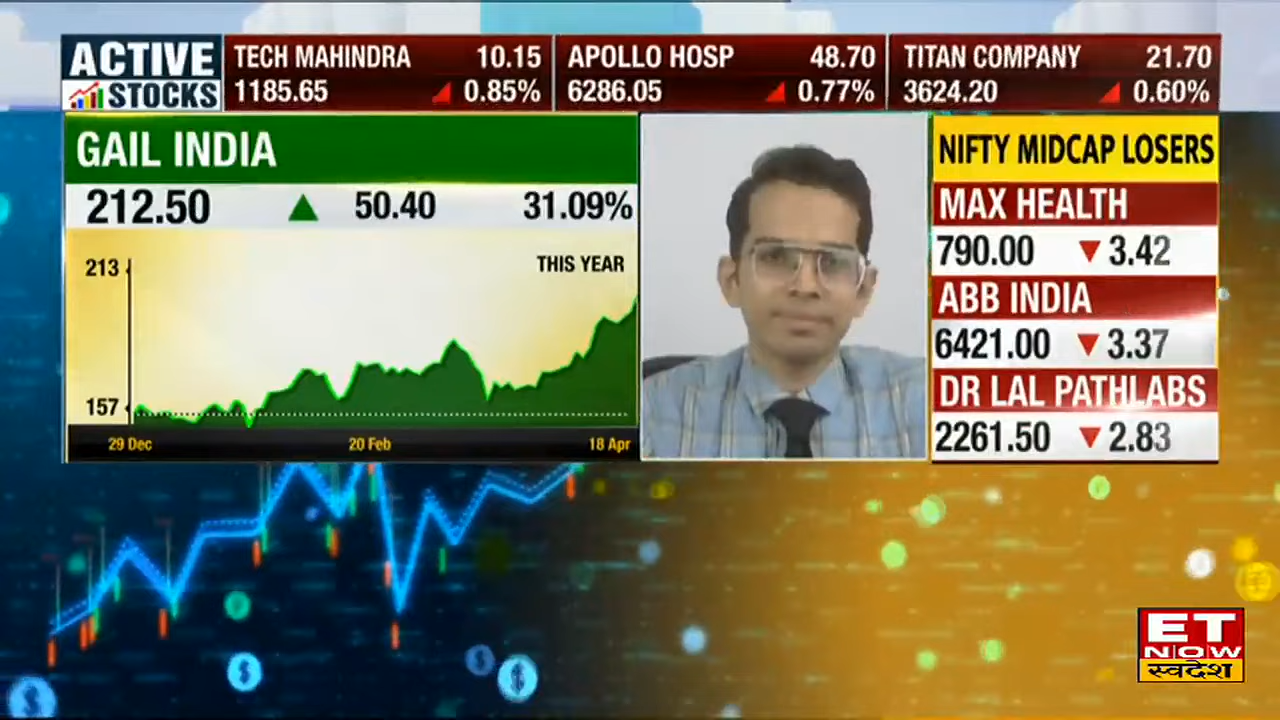 ACTIVE
STOCKS
TECH MAHINDRA 10.15
1185.65 0.85%
APOLLO HOSP 48.70
6286.05 0.77%
TITAN COMPANY 21.70
3624.20 0.60%
GAIL INDIA
212.50 ▲ 50.40 31.09%
THIS YEAR
213
157
29 Dec 20 Feb 18 Apr
NIFTY MIDCAP LOSERS
MAX HEALTH
790.00 ▼ 3.42
ABB INDIA
6421.00 ▼ 3.37
DR LAL PATHLABS
2261.50 ▼ 2.83
ET
NOW
स्वदेश